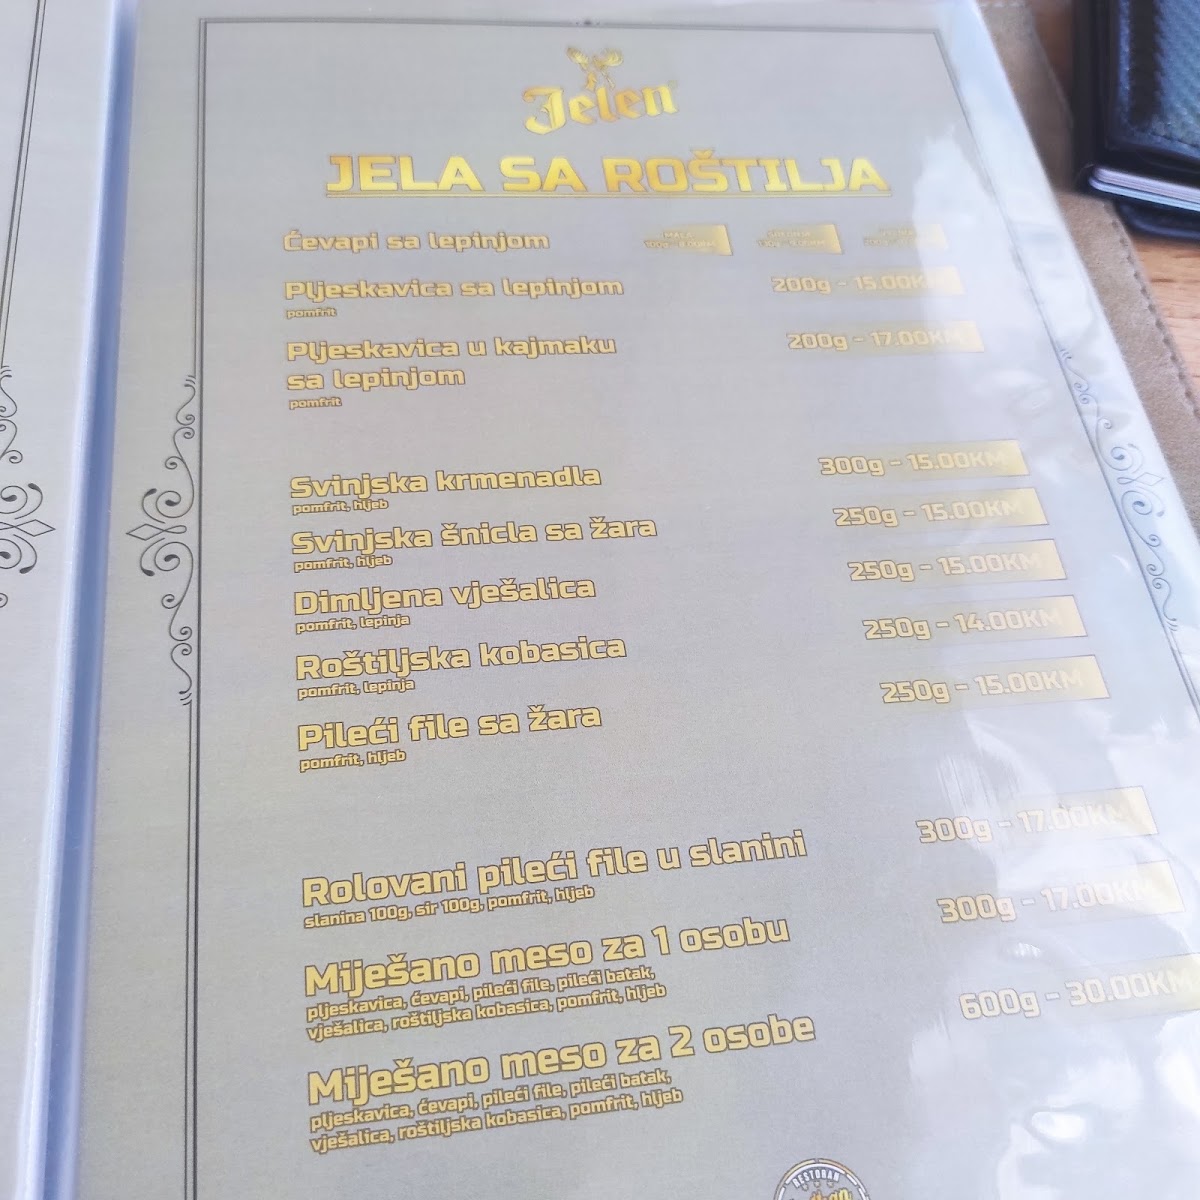 Jelen
JELA SA ROŠTILJA
Ćevapi sa lepinjom
Pljeskavica sa lepinjom 200g - 15.00KM
pomfrit
Pljeskavica u kajmaku 200g - 17.00KM
sa lepinjom
pomfrit
Svinjska krmenadla 300g - 15.00KM
pomfrit, hljeb
Svinjska šnicla sa žara 250g - 15.00KM
pomfrit, hljeb
Dimljena vješalica 250g - 15.00KM
pomfrit, lepinja
Roštiljska kobasica 250g - 14.00KM
pomfrit, lepinja
Pileći file sa žara 250g - 15.00KM
pomfrit, hljeb
Rolovani pileći file u slanini 300g - 17.00KM
slanina 100g, sir 100g, pomfrit, hljeb
Miješano meso za 1 osobu 300g - 17.00KM
pljeskavica, ćevapi, pileći file, pileći batak,
vješalica, roštiljska kobasica, pomfrit, hljeb
Miješano meso za 2 osobe 600g - 30.00KM
pljeskavica, ćevapi, pileći file, pileći batak,
vješalica, roštiljska kobasica, pomfrit, hljeb
RESTORAN